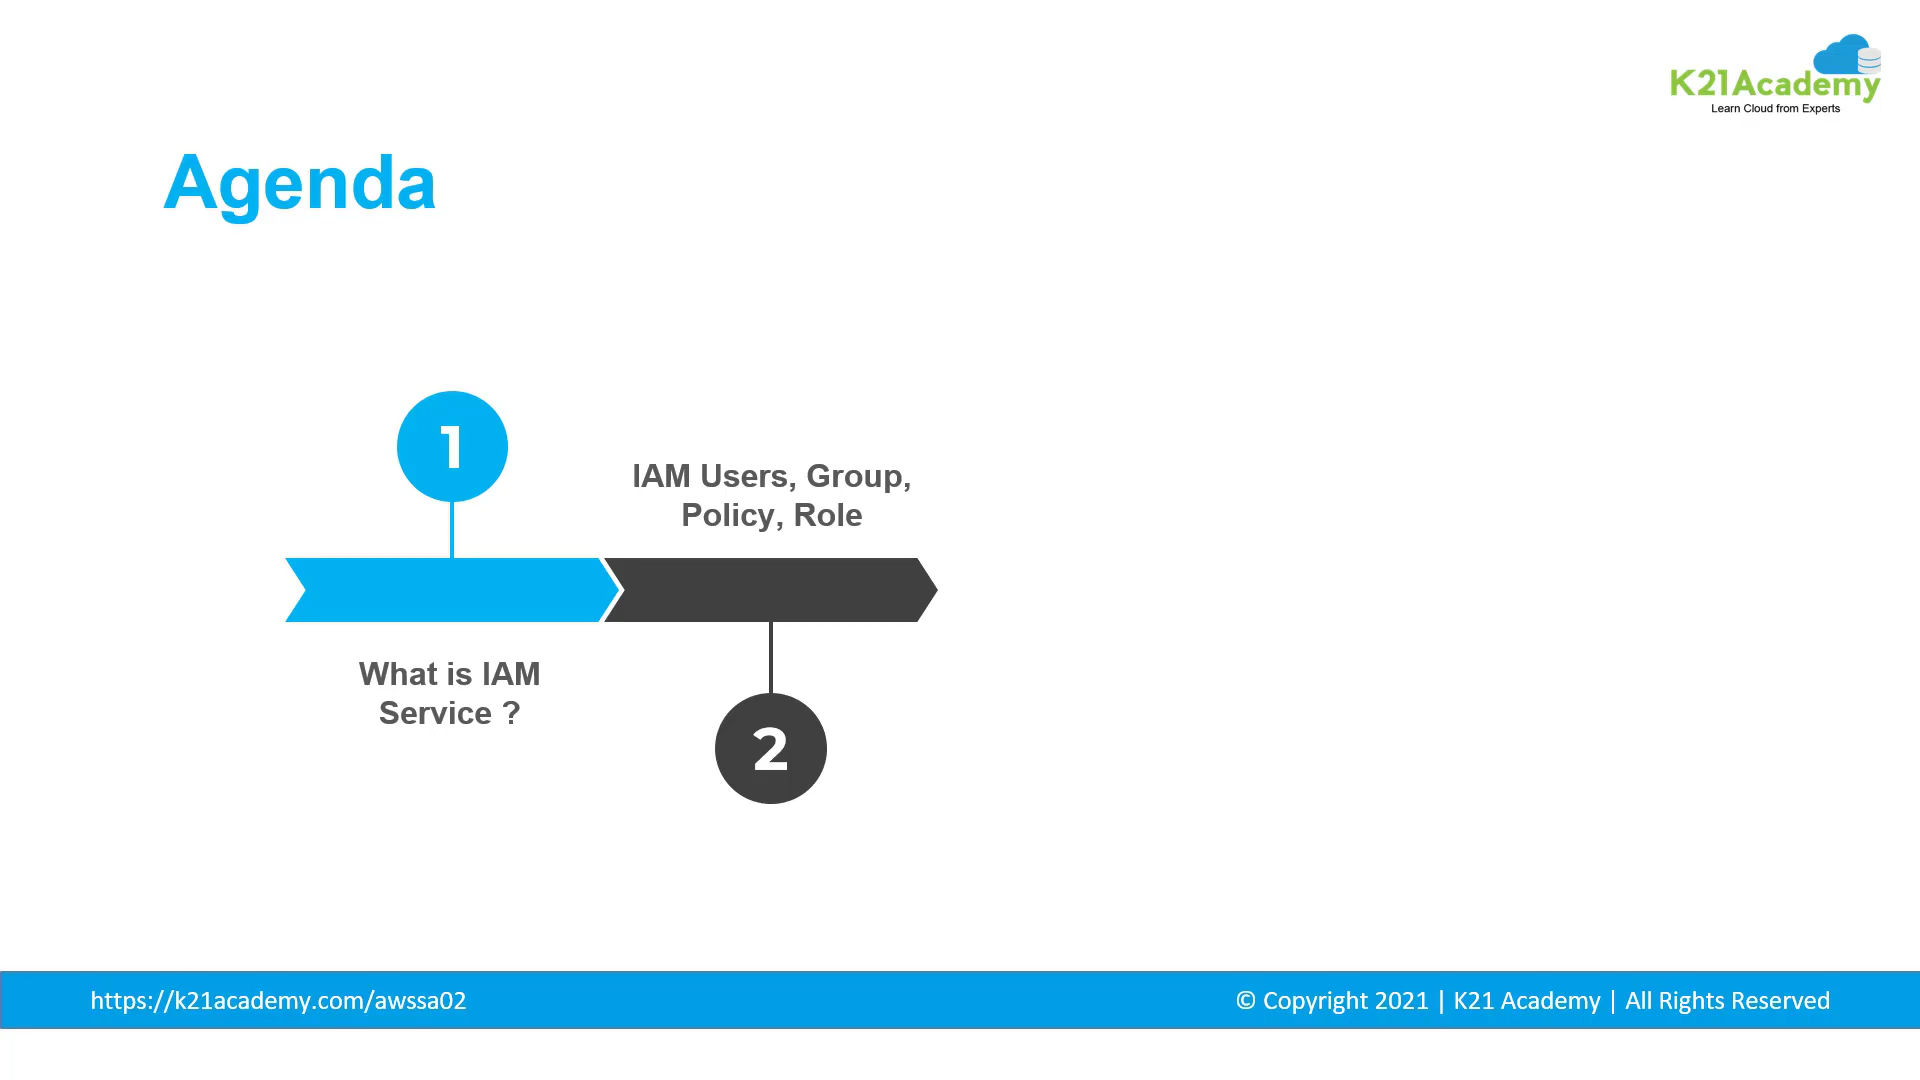 K21Academy
Learn Cloud from Experts
Agenda
1
IAM Users, Group,
Policy, Role
What is IAM
Service ?
2
https://k21academy.com/awssa02
© Copyright 2021 | K21 Academy | All Rights Reserved